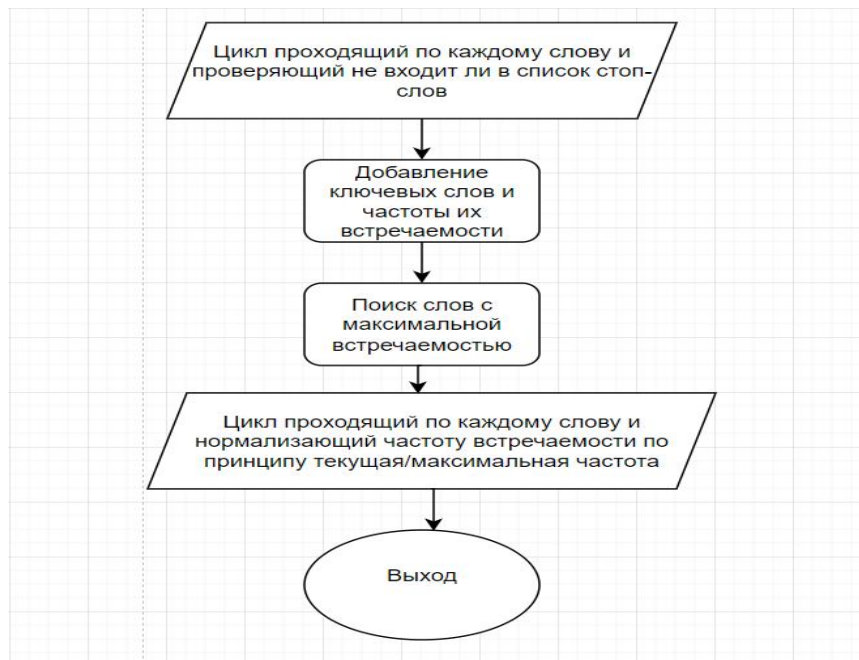 Цикл проходящий по каждому слову и
проверяющий не входит ли в список стоп-
слов
Добавление
ключевых слов и
частоты их
встречаемости
Поиск слов с
максимальной
встречаемостью
Цикл проходящий по каждому слову и
нормализающий частоту встречаемости по
принципу текущая/максимальная частота
Выход